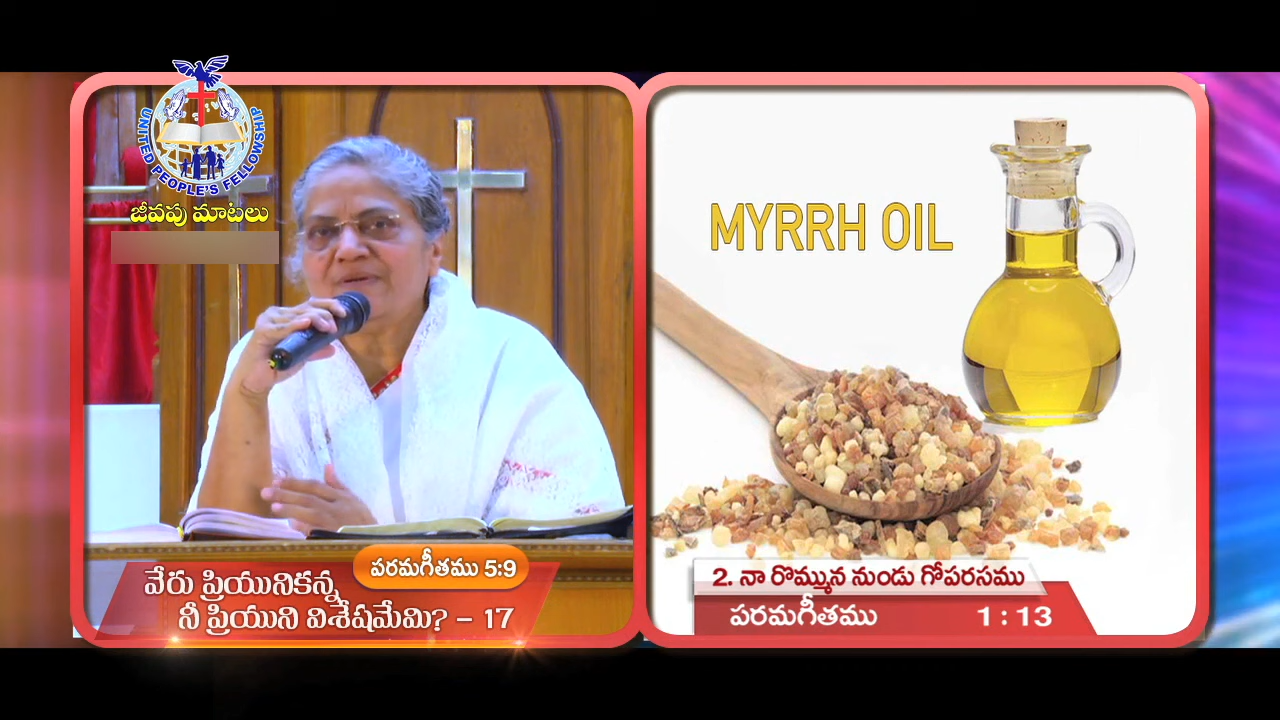 UNITED PEOPLE'S FELLOWSHIP
జీవపు మాటలు
పరమగీతము 5:9
వేరు ప్రియునికన్న
నీ ప్రియుని విశేషమేమి? – 17
MYRRH OIL
2. నా రొమ్మున నుండు గోపరసము
పరమగీతము 1:13